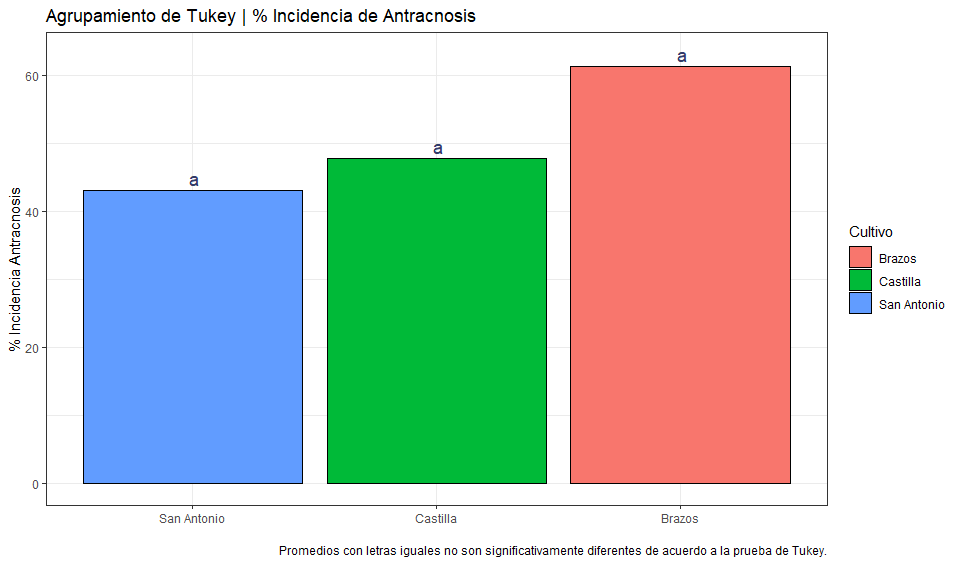 Agrupamiento de Tukey | % Incidencia de Antracnosis
% Incidencia Antracnosis
60
40
20
0
a
a
a
San Antonio
Castilla
Brazos
Cultivo
Brazos
Castilla
San Antonio
Promedios con letras iguales no son significativamente diferentes de acuerdo a la prueba de Tukey.